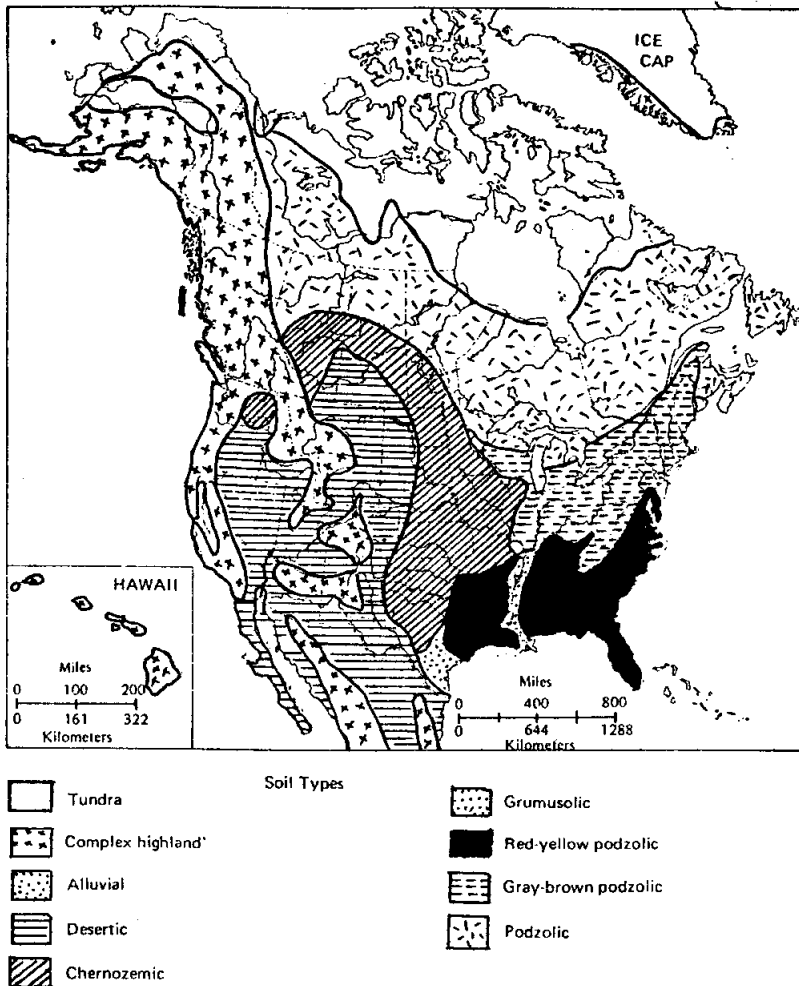 ICE
CAP
HAWAII
Miles
0 100 200
0 161 322
Kilometers
Miles
0 400 800
0 644 1288
Kilometers
Soil Types
Tundra
Complex highland
Alluvial
Desertic
Chernozemic
Grumusolic
Red-yellow podzolic
Gray-brown podzolic
Podzolic